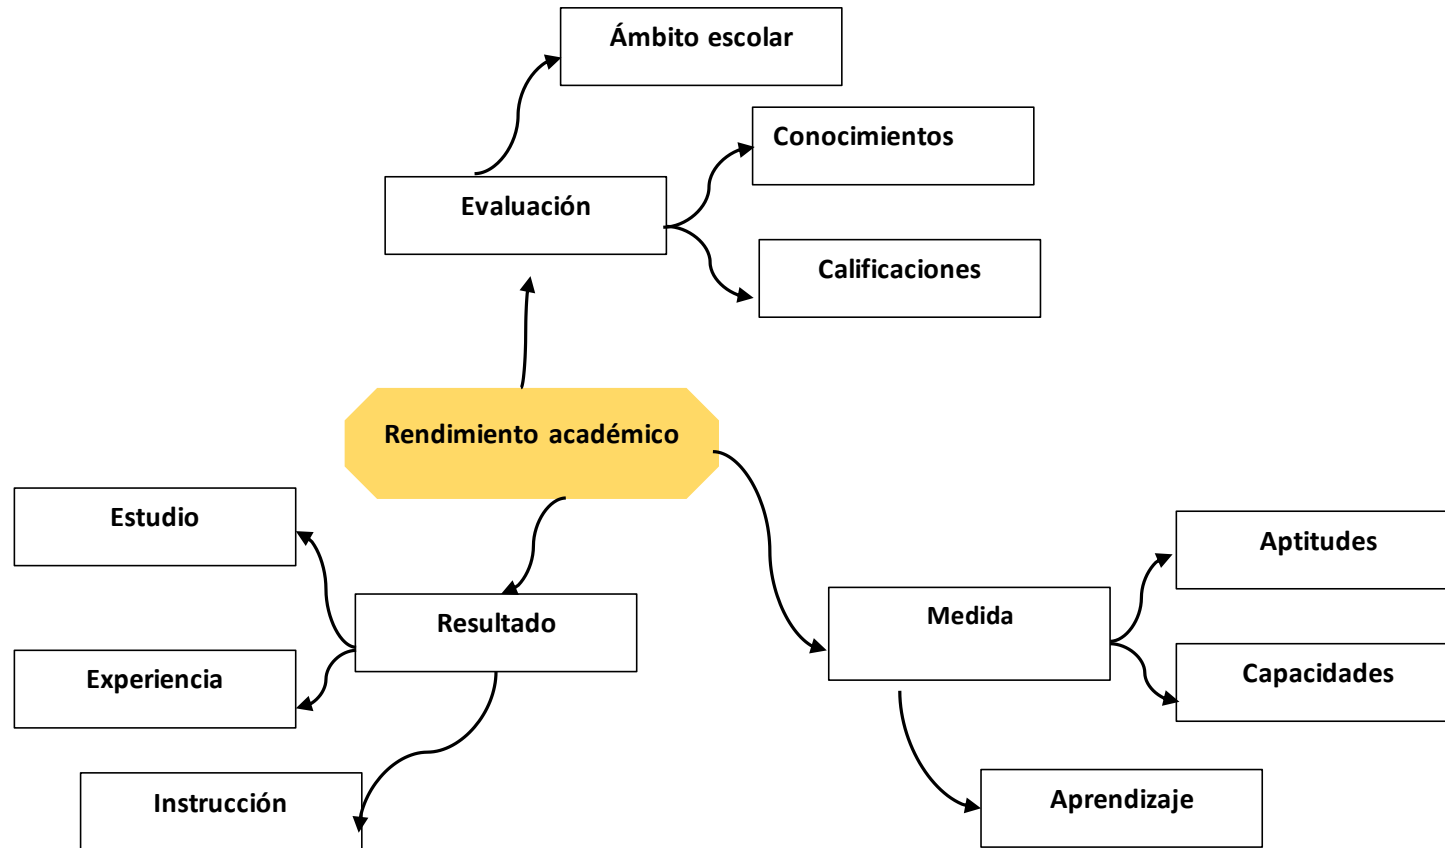 Ámbito escolar
Conocimientos
Evaluación
Calificaciones
Rendimiento académico
Estudio
Aptitudes
Resultado
Medida
Experiencia
Capacidades
Instrucción
Aprendizaje